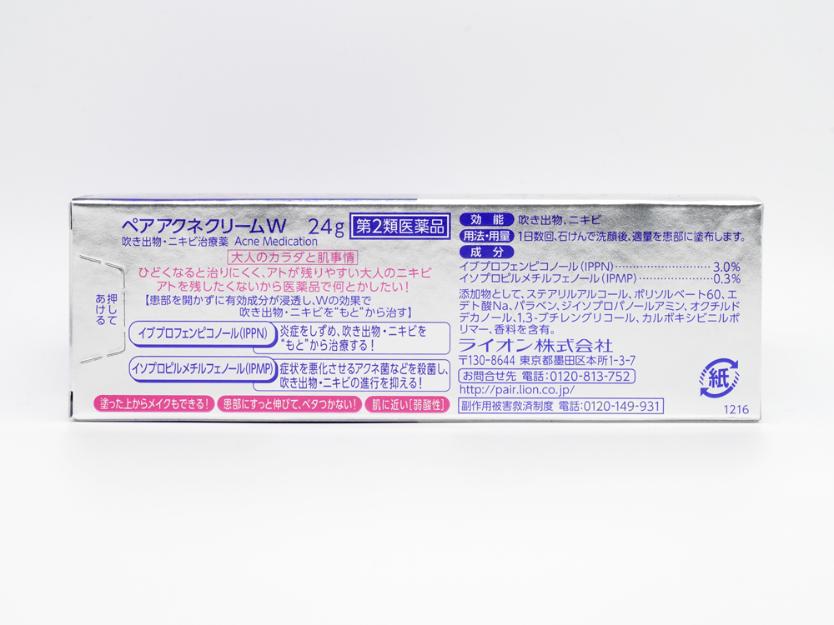 ペアアクネクリームW 24g 第2類医薬品
吹き出物・ニキビ治療薬 Acne Medication
大人のカラダと肌事情
ひどくなると治りにくく、アトが残りやすい大人のニキビ
アトを残したくないから医薬品で何とかしたい!
【患部を開かずに有効成分が浸透し、Wの効果で
吹き出物・ニキビを"もと"から治す】
イブプロフェンピコノール(IPPN)
炎症をしずめ、吹き出物・ニキビを
"もと"から治療する!
イソプロピルメチルフェノール(IPMP)
症状を悪化させるアクネ菌などを殺菌し、
吹き出物・ニキビの進行を抑える!
塗った上からメイクもできる! 患部にすっと伸びて、ベタつかない! 肌に近い[弱酸性]
押して
あける
効能 吹き出物、ニキビ
用法・用量 1日数回、石けんで洗顔後、適量を患部に塗布します。
成分
イブプロフェンピコノール(IPPN)……………………3.0%
イソプロピルメチルフェノール(IPMP)………………0.3%
添加物として、ステアリルアルコール、ポリソルベート60、エ
デト酸Na、パラベン、ジイソプロパノールアミン、オクチルド
デカノール、1,3-ブチレングリコール、カルボキシビニルポ
リマー、香料を含有。
ライオン株式会社
〒130-8644 東京都墨田区本所1-3-7
お問合せ先 電話:0120-813-752
http://pair.lion.co.jp/
副作用被害救済制度 電話:0120-149-931
紙
1216